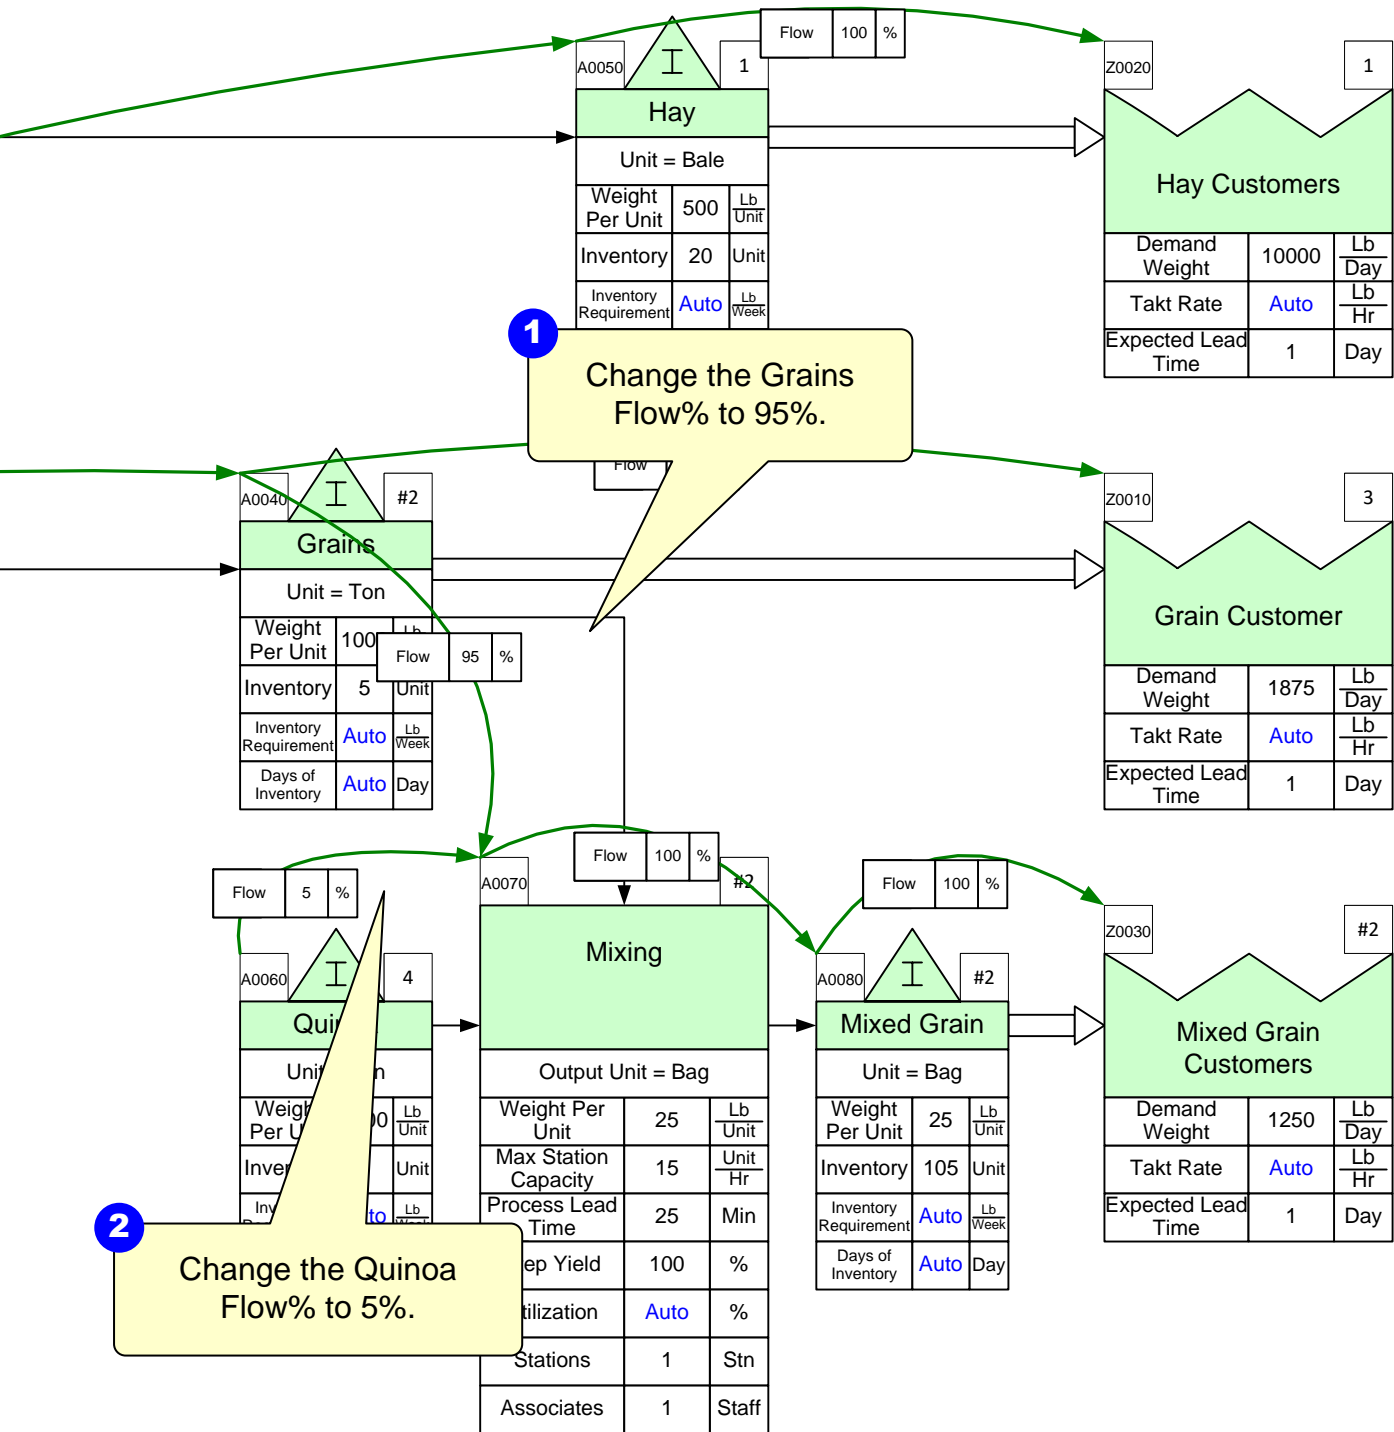 Flow 100 %
A0050 I 1
Hay
Unit = Bale
Weight Per Unit 500 Lb Unit
Inventory 20 Unit
Inventory Requirement Auto Lb Week
Z0020 1
Hay Customers
Demand Weight 10000 Lb Day
Takt Rate Auto Lb Hr
Expected Lead Time 1 Day
1
Change the Grains
Flow% to 95%.
Flow
A0040 I #2
Grains
Unit = Ton
Weight Per Unit 100
Flow 95 %
Inventory 5 Unit
Inventory Requirement Auto Lb Week
Days of Inventory Auto Day
Z0010 3
Grain Customer
Demand Weight 1875 Lb Day
Takt Rate Auto Lb Hr
Expected Lead Time 1 Day
Flow 5 %
A0060 I 4
Unit
Per
Lb Unit
Unit
Lb
2
Change the Quinoa
Flow% to 5%.
Flow 100 %
A0070 #2
Mixing
Output Unit = Bag
Weight Per Unit 25 Lb Unit
Max Station Capacity 15 Unit Hr
Process Lead Time 25 Min
Yield 100 %
Auto %
Stations 1 Stn
Associates 1 Staff
Flow 100 %
A0080 I #2
Mixed Grain
Unit = Bag
Weight Per Unit 25 Lb Unit
Inventory 105 Unit
Inventory Requirement Auto Lb Week
Days of Inventory Auto Day
Z0030 #2
Mixed Grain
Customers
Demand Weight 1250 Lb Day
Takt Rate Auto Lb Hr
Expected Lead Time 1 Day